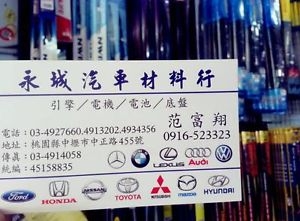 永城汽車材料行
引擎／電機／電池／底盤
范富翔
0916-523323
電話：03-4927660.4913202.4934356
地址：桃園縣中壢市中正路455號
傳真：03-4914058
統編：45158835
LEXUS Audi
Ford HONDA NISSAN TOYOTA MITSUBISHI mazda HYUNDAI